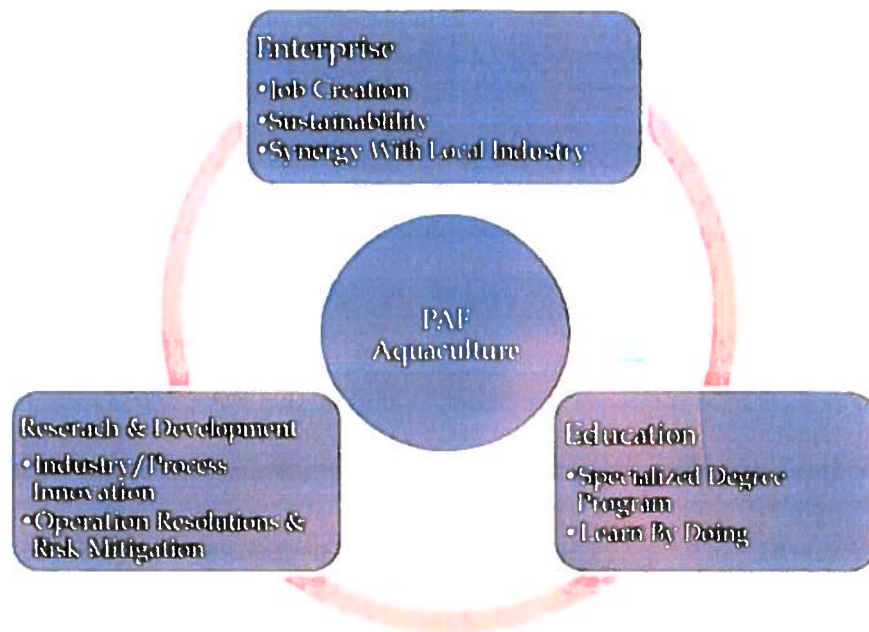 Enterprise
•Job Creation
•Sustainablility
•Synergy With Local Industry
PAF
Aquaculture
Reserach & Development
•Industry/Process
Innovation
•Operation Resolutions &
Risk Mitigation
Education
•Specialized Degree
Program
•Learn By Doing